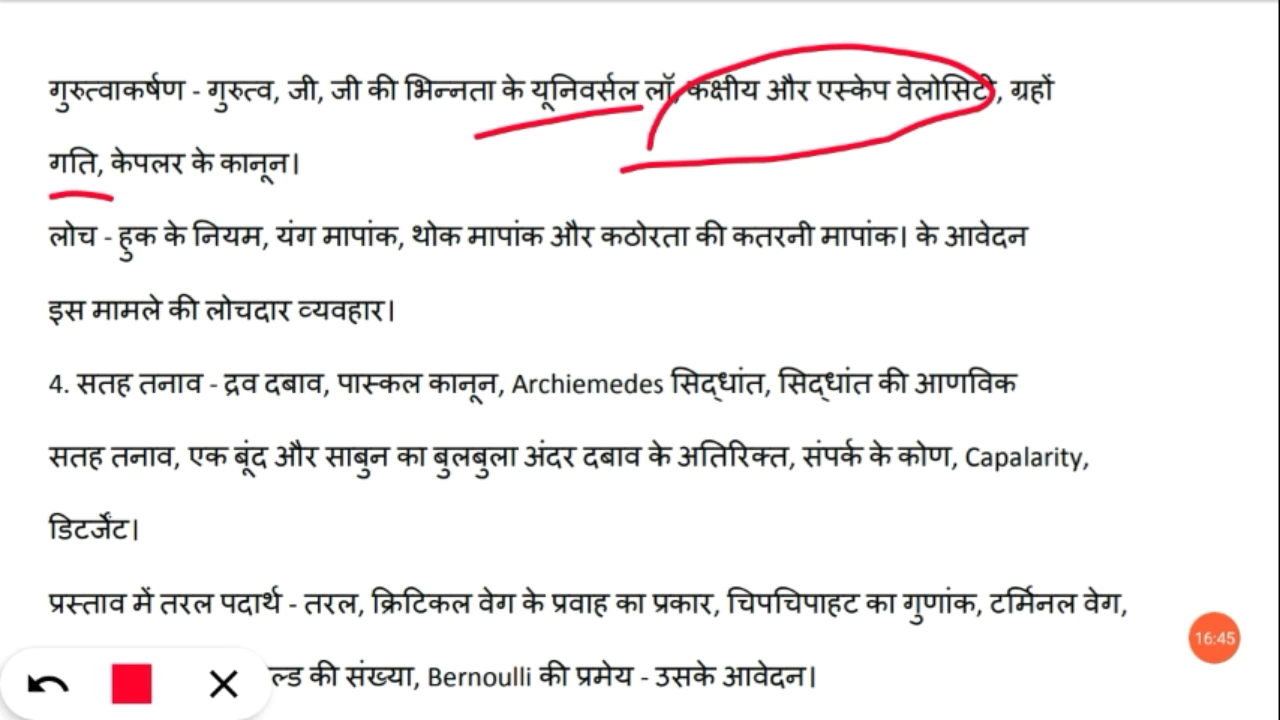 गुरुत्वाकर्षण - गुरुत्व, जी, जी की भिन्नता के यूनिवर्सल लॉ, कक्षीय और एस्केप वेलोसिटी, ग्रहों
गति, केपलर के कानून।
लोच - हुक के नियम, यंग मापांक, थोक मापांक और कठोरता की कतरनी मापांक। के आवेदन
इस मामले की लोचदार व्यवहार।
4. सतह तनाव - द्रव दबाव, पास्कल कानून, Archiemedes सिद्धांत, सिद्धांत की आणविक
सतह तनाव, एक बूंद और साबुन का बुलबुला अंदर दबाव के अतिरिक्त, संपर्क के कोण, Capalarity,
डिटर्जेंट।
प्रस्ताव में तरल पदार्थ - तरल, क्रिटिकल वेग के प्रवाह का प्रकार, चिपचिपाहट का गुणांक, टर्मिनल वेग,
की संख्या, Bernoulli की प्रमेय - उसके आवेदन।
16:45